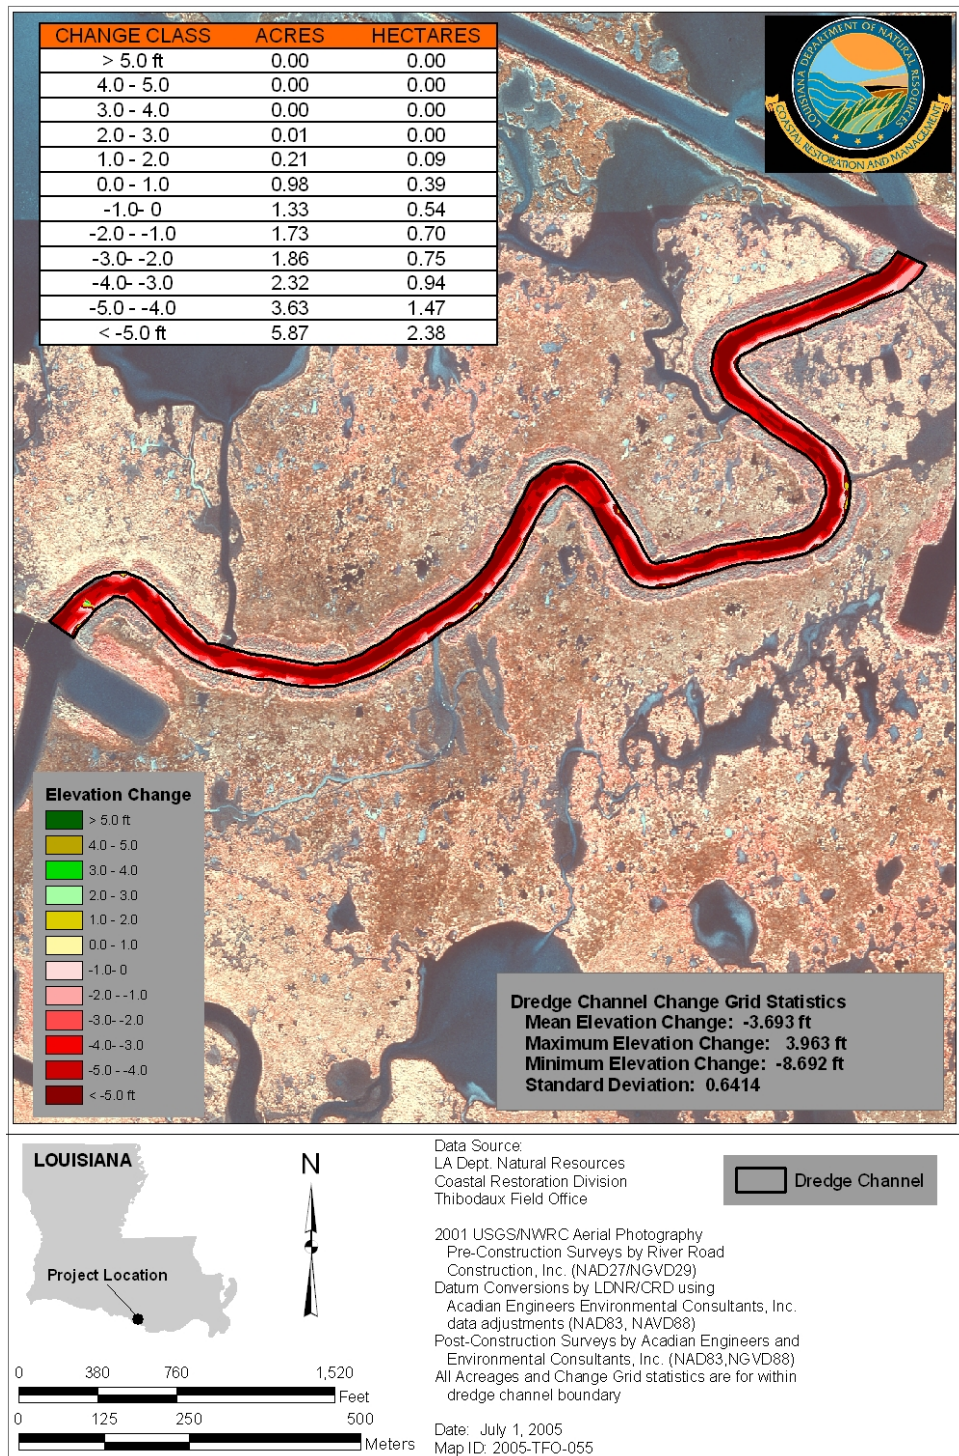 CHANGE CLASS ACRES HECTARES
> 5.0 ft 0.00 0.00
4.0 - 5.0 0.00 0.00
3.0 - 4.0 0.00 0.00
2.0 - 3.0 0.01 0.00
1.0 - 2.0 0.21 0.09
0.0 - 1.0 0.98 0.39
-1.0- 0 1.33 0.54
-2.0 - -1.0 1.73 0.70
-3.0- -2.0 1.86 0.75
-4.0- -3.0 2.32 0.94
-5.0 - -4.0 3.63 1.47
< -5.0 ft 5.87 2.38
LOUISIANA DEPARTMENT OF NATURAL RESOURCES
COASTAL RESTORATION AND MANAGEMENT
Elevation Change
> 5.0 ft
4.0 - 5.0
3.0 - 4.0
2.0 - 3.0
1.0 - 2.0
0.0 - 1.0
-1.0- 0
-2.0 - -1.0
-3.0- -2.0
-4.0- -3.0
-5.0 - -4.0
< -5.0 ft
Dredge Channel Change Grid Statistics
Mean Elevation Change: -3.693 ft
Maximum Elevation Change: 3.963 ft
Minimum Elevation Change: -8.692 ft
Standard Deviation: 0.6414
LOUISIANA
Project Location
N
0 380 760 1,520
Feet
0 125 250 500
Meters
Data Source:
LA Dept. Natural Resources
Coastal Restoration Division
Thibodaux Field Office
2001 USGS/NWRC Aerial Photography
Pre-Construction Surveys by River Road
Construction, Inc. (NAD27/NGVD29)
Datum Conversions by LDNR/CRD using
Acadian Engineers Environmental Consultants, Inc.
data adjustments (NAD83, NAVD88)
Post-Construction Surveys by Acadian Engineers and
Environmental Consultants, Inc. (NAD83,NGVD88)
All Acreages and Change Grid statistics are for within
dredge channel boundary
Date: July 1, 2005
Map ID: 2005-TFO-055
Dredge Channel